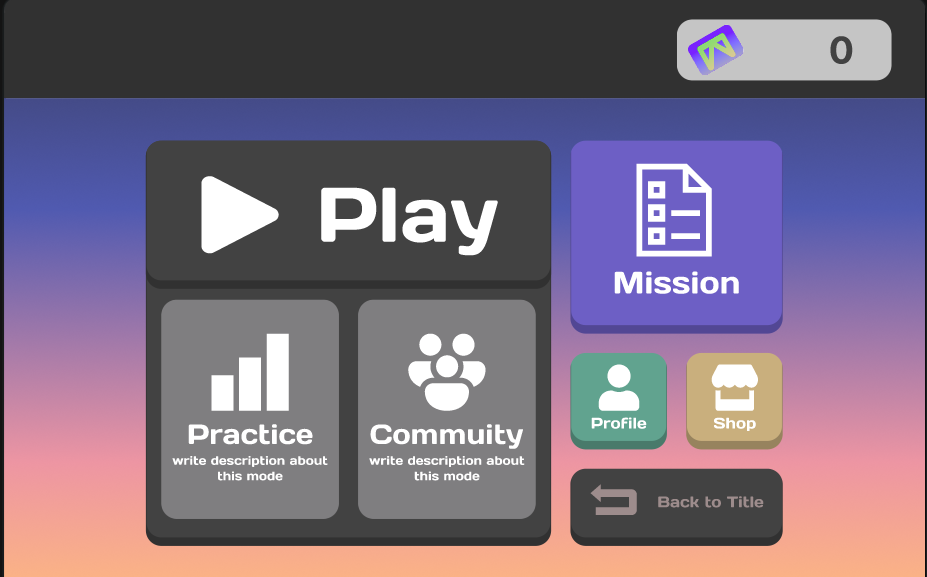 0
Play
Mission
Practice
write description about
this mode
Commuity
write description about
this mode
Profile
Shop
Back to Title